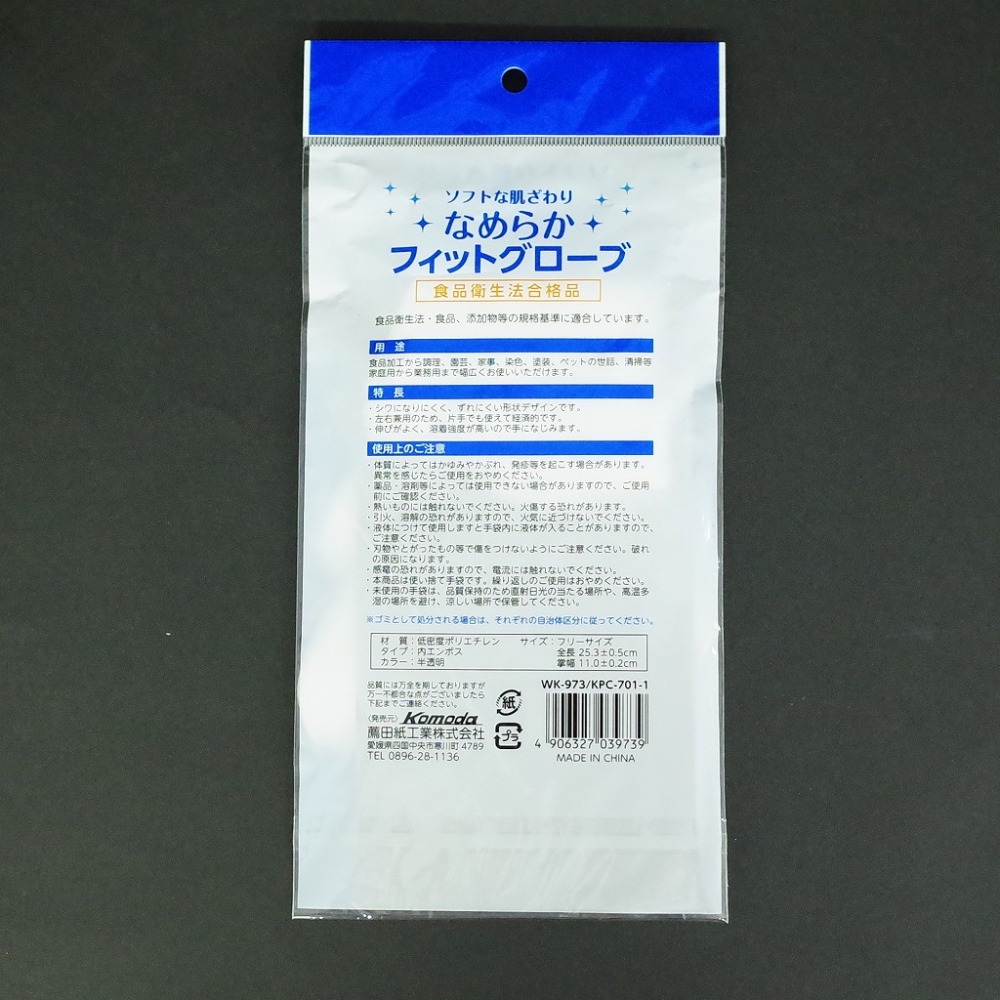 ソフトな肌ざわり
なめらか
フィットグローブ
食品衛生法合格品
食品衛生法・食品、添加物等の規格基準に適合しています。
用途
食品加工から調理、園芸、家事、染色、塗装、ペットの世話、清掃等
家庭用から業務用まで幅広くお使いいただけます。
特長
・シワになりにくく、ずれにくい形状デザインです。
・左右兼用のため、片手でも使えて経済的です。
・伸びがよく、溶着強度が高いので手になじみます。
使用上のご注意
・体質によってはかゆみやかぶれ、発疹等を起こす場合があります。
異常を感じたらご使用をおやめください。
・薬品・溶剤等によっては使用できない場合がありますので、ご使用
前にご確認ください。
・熱いものには触れないでください。火傷する恐れがあります。
・引火、溶解の恐れがありますので、火気に近づけないでください。
・液体につけて使用しますと手袋内に液体が入ることがありますので、
ご注意ください。
・刃物やとがったもの等で傷をつけないようにご注意ください。破れ
の原因になります。
・感電の恐れがありますので、電流には触れないでください。
・本商品は使い捨て手袋です。繰り返しのご使用はおやめください。
・未使用の手袋は、品質保持のため直射日光の当たる場所や、高温多
湿の場所を避け、涼しい場所で保管してください。
※ゴミとして処分される場合は、それぞれの自治体区分に従ってください。
材 質：低密度ポリエチレン サイズ：フリーサイズ
タイプ：内エンボス 全長 25.3±0.5cm
カラー：半透明 掌幅 11.0±0.2cm
品質には万全を期しておりますが
万一不都合な点がございましたら
下記までご連絡ください。
(発売元) Komoda
薦田紙工業株式会社
愛媛県四国中央市寒川町 4789
TEL 0896-28-1136
紙
プラ
WK-973/KPC-701-1
4 906327 039739
MADE IN CHINA